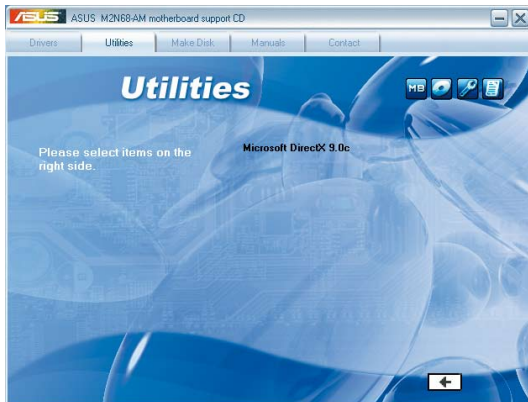 ASUS ASUS M2N68-AM motherboard support CD
Drivers Utilities Make Disk Manuals Contact
Utilities
MB
Please select items on the
right side.
Microsoft DirectX 9.0c